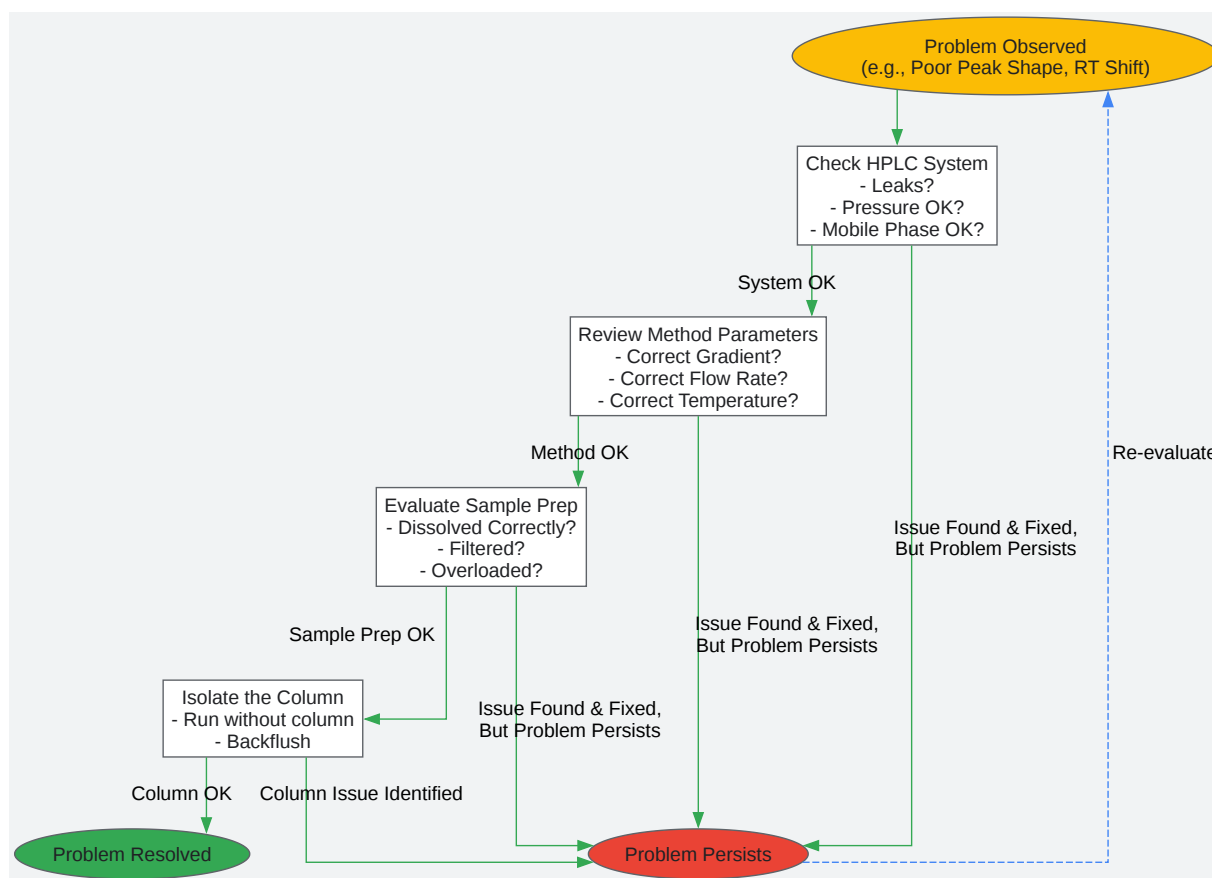 Problem Observed
(e.g., Poor Peak Shape, RT Shift)
Check HPLC System
- Leaks?
- Pressure OK?
- Mobile Phase OK?
System OK
Review Method Parameters
- Correct Gradient?
- Correct Flow Rate?
- Correct Temperature?
Method OK
Re-evaluate
Evaluate Sample Prep
- Dissolved Correctly?
- Filtered?
- Overloaded?
Issue Found & Fixed,
But Problem Persists
Sample Prep OK
Issue Found & Fixed,
But Problem Persists
Isolate the Column
- Run without column
- Backflush
Issue Found & Fixed,
But Problem Persists
Column OK
Column Issue Identified
Problem Resolved
Problem Persists